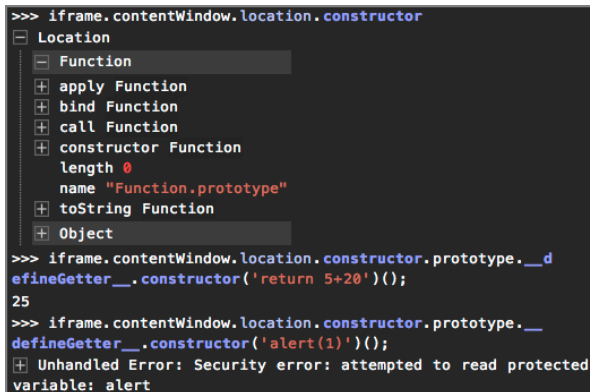 >>> iframe.contentWindow.location.constructor
Location
Function
apply Function
bind Function
call Function
constructor Function
length 0
name "Function.prototype"
toString Function
Object
>>> iframe.contentWindow.location.constructor.prototype.__d
efineGetter__.constructor('return 5+20')();
25
>>> iframe.contentWindow.location.constructor.prototype.__
defineGetter__.constructor('alert(1)')();
Unhandled Error: Security error: attempted to read protected
variable: alert